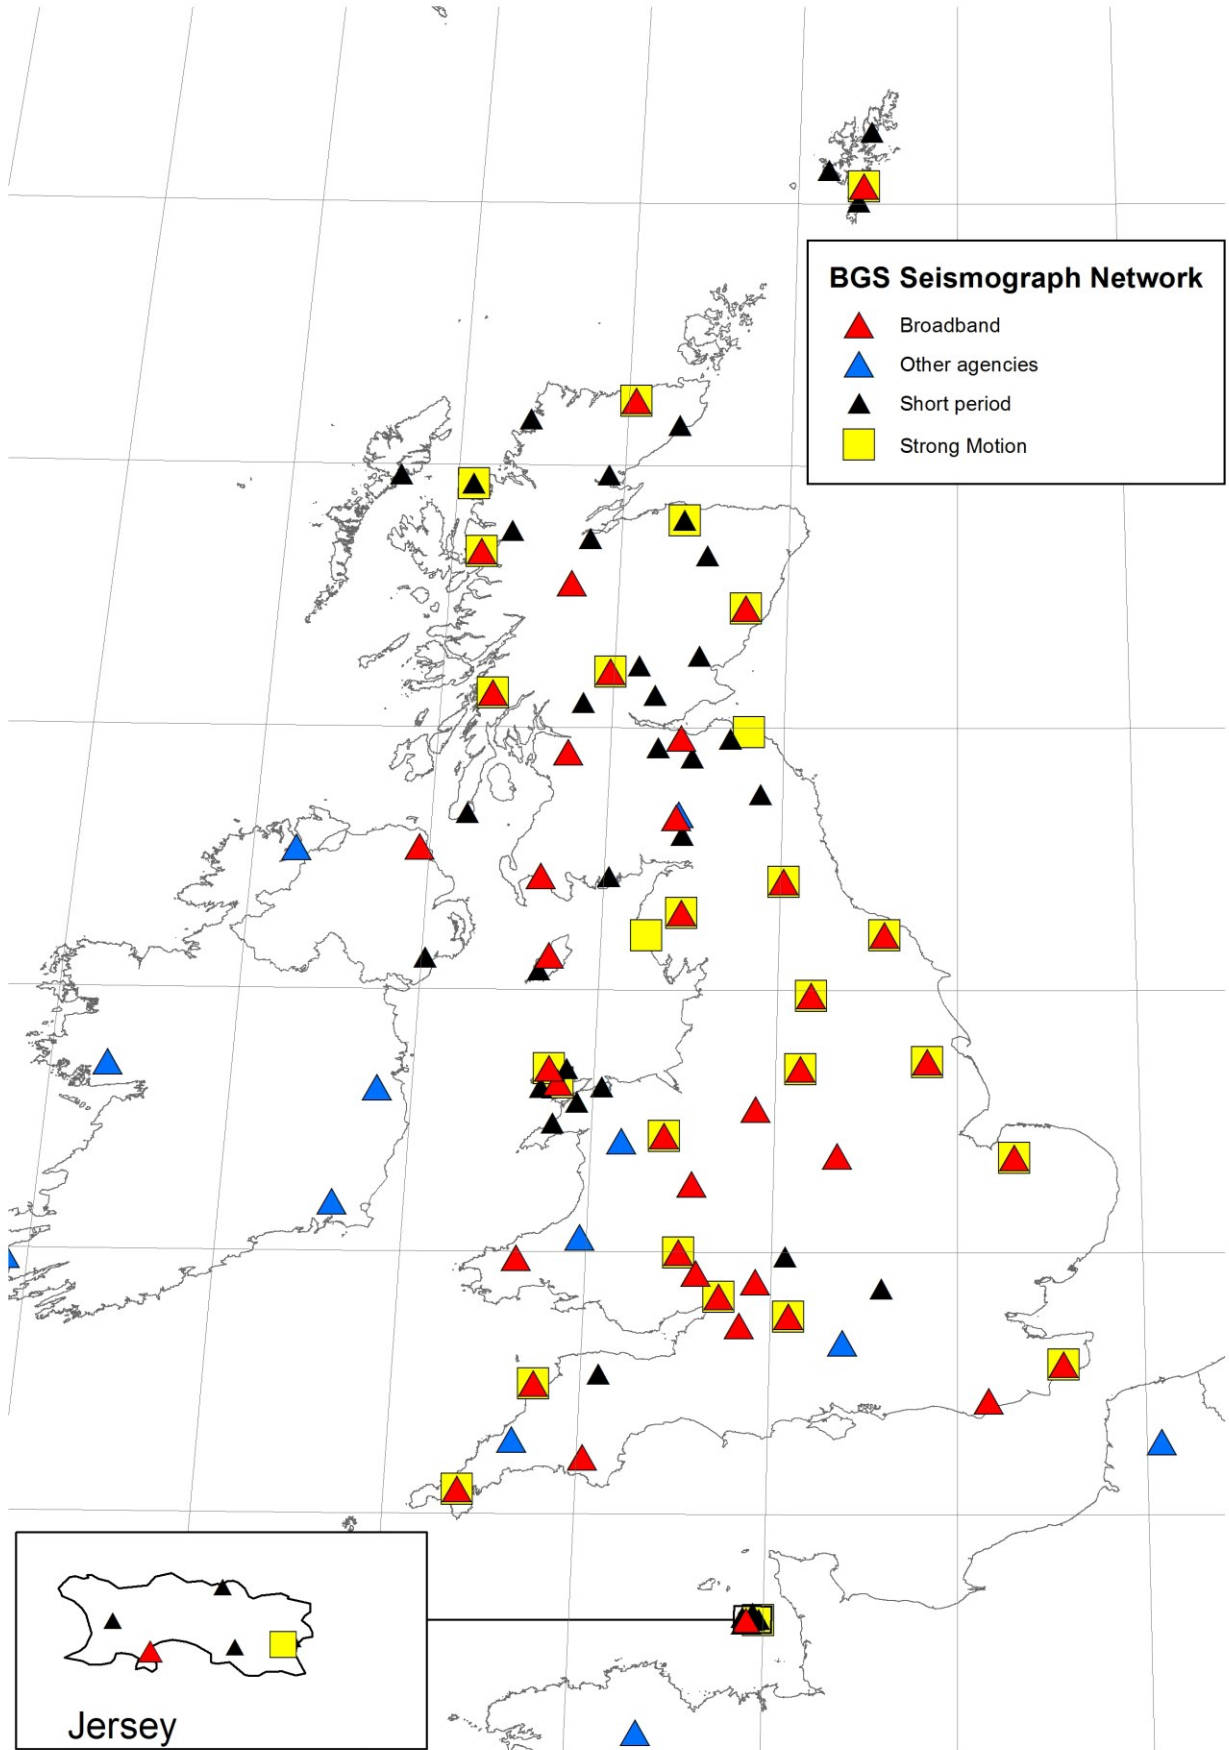 BGS Seismograph Network
Broadband
Other agencies
Short period
Strong Motion
Jersey